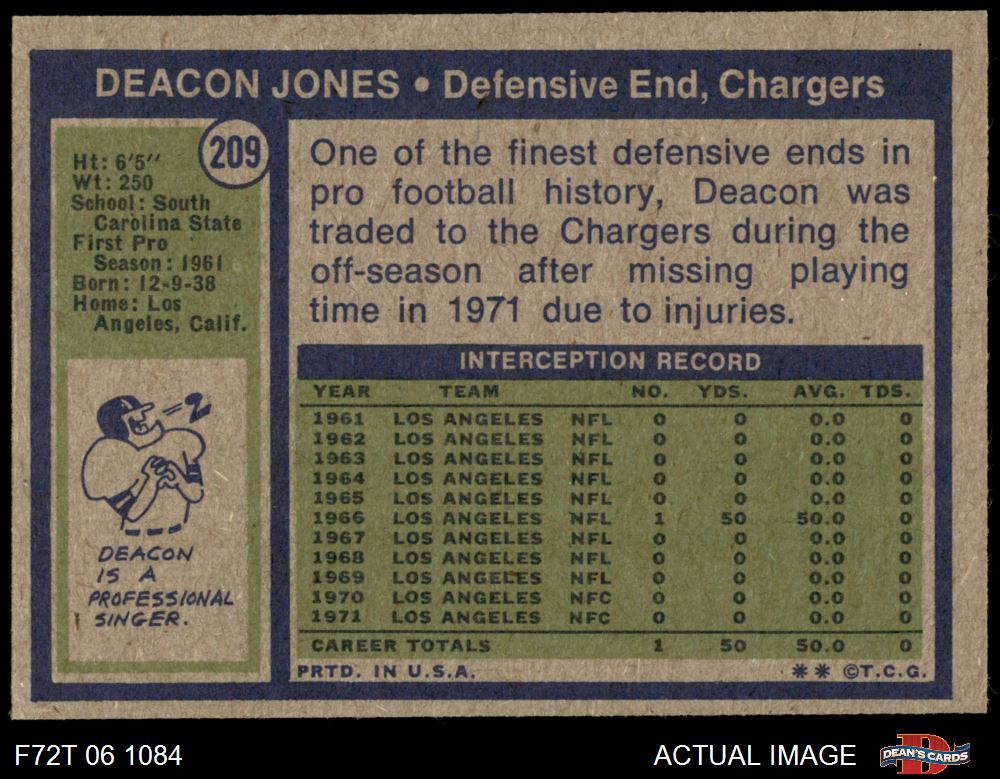 DEACON JONES • Defensive End, Chargers
209
Ht: 6'5''
Wt: 250
School: South
Carolina State
First Pro
Season: 1961
Born: 12-9-38
Home: Los
Angeles, Calif.
DEACON
IS A
PROFESSIONAL
SINGER.
One of the finest defensive ends in
pro football history, Deacon was
traded to the Chargers during the
off-season after missing playing
time in 1971 due to injuries.
INTERCEPTION RECORD
YEAR TEAM NO. YDS. AVG. TDS.
1961 LOS ANGELES NFL 0 0 0.0 0
1962 LOS ANGELES NFL 0 0 0.0 0
1963 LOS ANGELES NFL 0 0 0.0 0
1964 LOS ANGELES NFL 0 0 0.0 0
1965 LOS ANGELES NFL 0 0 0.0 0
1966 LOS ANGELES NFL 1 50 50.0 0
1967 LOS ANGELES NFL 0 0 0.0 0
1968 LOS ANGELES NFL 0 0 0.0 0
1969 LOS ANGELES NFL 0 0 0.0 0
1970 LOS ANGELES NFC 0 0 0.0 0
1971 LOS ANGELES NFC 0 0 0.0 0
CAREER TOTALS 1 50 50.0 0
PRTD. IN U.S.A. ** ©T.C.G.
F72T 06 1084
ACTUAL IMAGE
DEAN'S CARDS